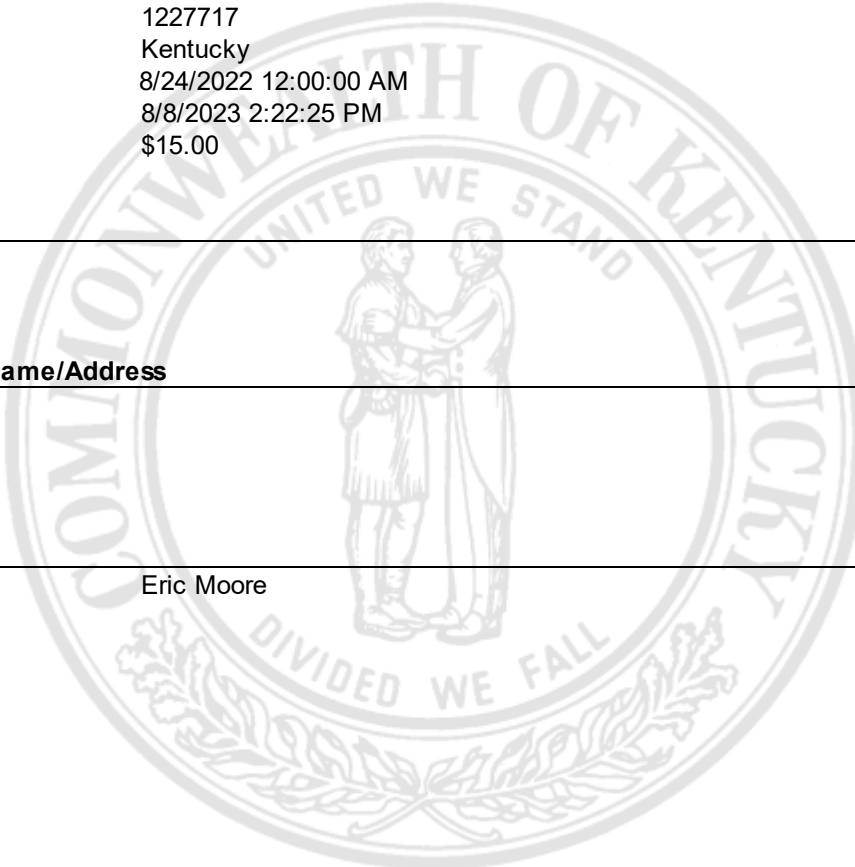 1227717
Kentucky
8/24/2022 12:00:00 AM
8/8/2023 2:22:25 PM
$15.00
COMMONWEALTH OF KENTUCKY
UNITED WE STAND
ame/Address
Eric Moore
DIVIDED WE FALL